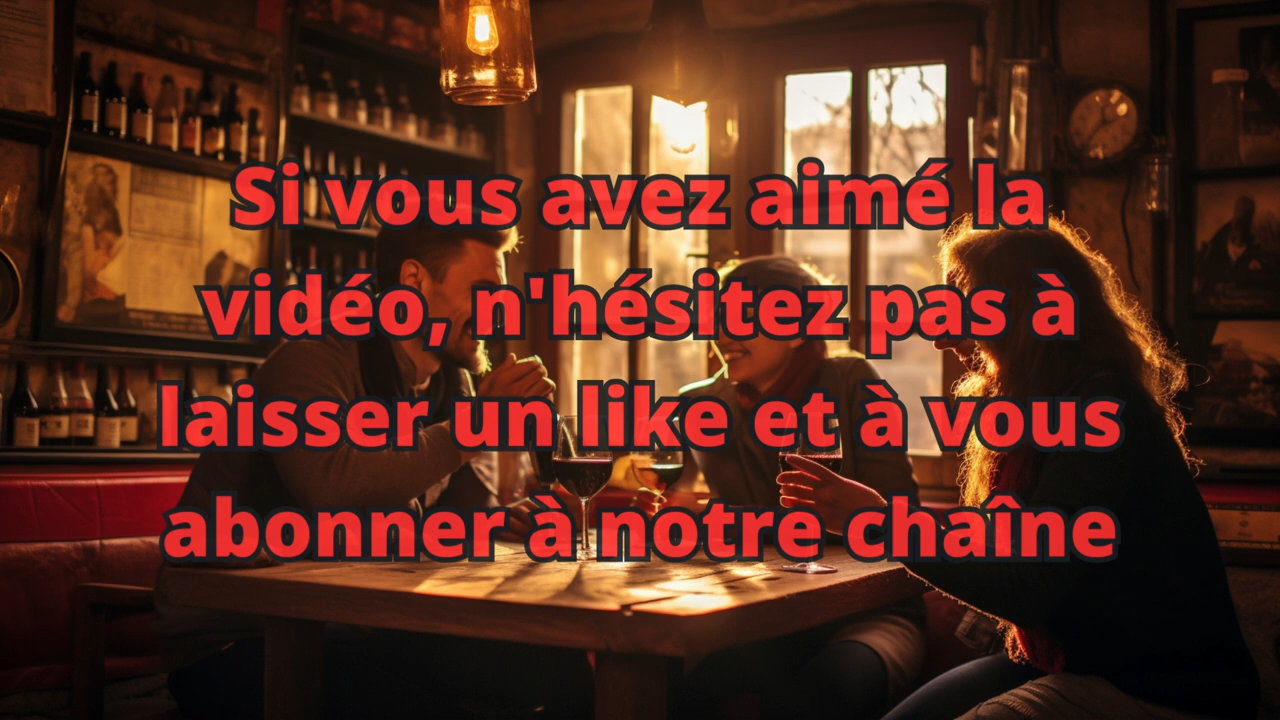 Si vous avez aimé la
vidéo, n'hésitez pas à
laisser un like et à vous
abonner à notre chaîne